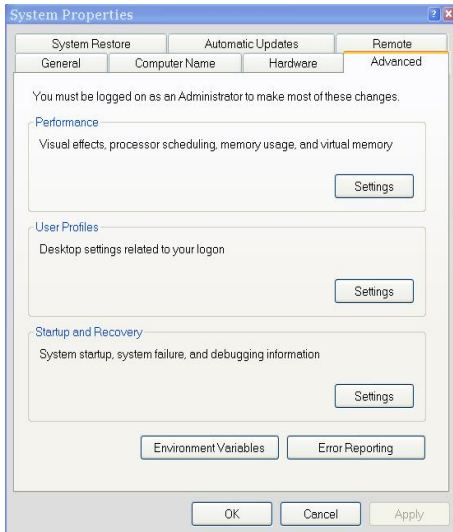 System Properties
System Restore Automatic Updates Remote
General Computer Name Hardware Advanced
You must be logged on as an Administrator to make most of these changes.
Performance
Visual effects, processor scheduling, memory usage, and virtual memory
Settings
User Profiles
Desktop settings related to your logon
Settings
Startup and Recovery
System startup, system failure, and debugging information
Settings
Environment Variables Error Reporting
OK Cancel Apply